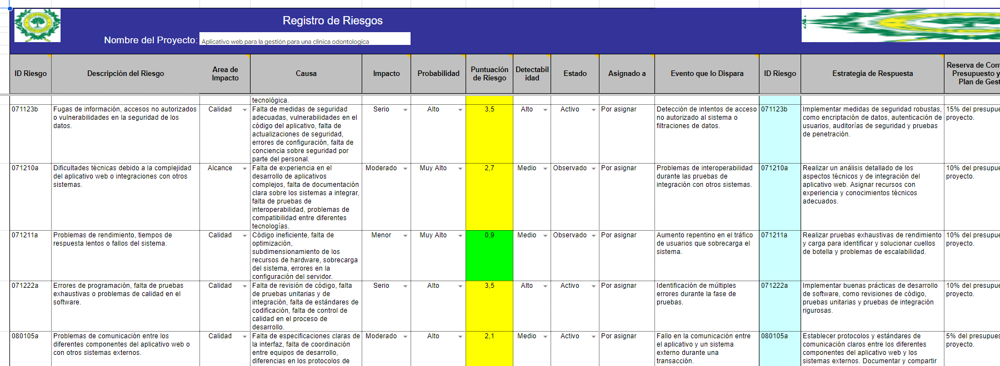 Registro de Riesgos
Nombre del Proyecto: Aplicativo web para la gestión para una clinica odontologica
ID Riesgo
Descripción del Riesgo
Area de
Impacto
Causa
Impacto
Probabilidad
Puntuación
de Riesgo
Detectabil
idad
Estado
Asignado a
Evento que lo Dispara
ID Riesgo
Estrategia de Respuesta
Reserva de Con
Presupuesto y
Plan de Gest
tecnológica.
071123b
Fugas de información, accesos no autorizados
o vulnerabilidades en la seguridad de los
datos.
Calidad
Falta de medidas de seguridad
adecuadas, vulnerabilidades en el
código del aplicativo, falta de
actualizaciones de seguridad,
errores de configuración, falta de
conciencia sobre seguridad por
parte del personal.
Serio
Alto
3,5
Alto
Activo
Por asignar
Detección de intentos de acceso
no autorizado al sistema o
filtraciones de datos.
071123b
Implementar medidas de seguridad robustas,
como encriptación de datos, autenticación de
usuarios, auditorías de seguridad y pruebas
de penetración.
15% del presupue
proyecto.
071210a
Dificultades técnicas debido a la complejidad
del aplicativo web o integraciones con otros
sistemas.
Alcance
Falta de experiencia en el
desarrollo de aplicativos
complejos, falta de documentación
clara sobre los sistemas a integrar,
falta de pruebas de
interoperabilidad, problemas de
compatibilidad entre diferentes
tecnologías.
Moderado
Muy Alto
2,7
Medio
Observado
Por asignar
Problemas de interoperabilidad
durante las pruebas de
integración con otros sistemas.
071210a
Realizar un análisis detallado de los
aspectos técnicos y de integración del
aplicativo web. Asignar recursos con
experiencia y conocimientos técnicos
adecuados.
10% del presupue
proyecto.
071211a
Problemas de rendimiento, tiempos de
respuesta lentos o fallos del sistema.
Calidad
Código ineficiente, falta de
optimización,
subdimensionamiento de los
recursos de hardware, sobrecarga
del sistema, errores en la
configuración del servidor.
Menor
Muy Alto
0,9
Medio
Observado
Por asignar
Aumento repentino en el tráfico
de usuarios que sobrecarga el
sistema.
071211a
Realizar pruebas exhaustivas de rendimiento
y carga para identificar y solucionar cuellos
de botella y problemas de escalabilidad.
10% del presupue
proyecto.
071222a
Errores de programación, falta de pruebas
exhaustivas o problemas de calidad en el
software.
Calidad
Falta de revisión de código, falta
de pruebas unitarias y de
integración, falta de estándares de
codificación, falta de control de
calidad en el proceso de
desarrollo.
Serio
Alto
3,5
Alto
Activo
Por asignar
Identificación de múltiples
errores durante la fase de
pruebas.
071222a
Implementar buenas prácticas de desarrollo
de software, como revisiones de código,
pruebas unitarias y pruebas de integración
rigurosas.
10% del presupue
proyecto.
080105a
Problemas de comunicación entre los
diferentes componentes del aplicativo web o
con otros sistemas externos.
Calidad
Falta de especificaciones claras de
la interfaz, falta de coordinación
entre equipos de desarrollo,
diferencias en los protocolos de
Moderado
Alto
2,1
Medio
Activo
Por asignar
Fallo en la comunicación entre
el aplicativo y un sistema
externo durante una
transacción.
080105a
Establecer protocolos y estándares de
comunicación claros entre los diferentes
componentes del aplicativo web y los
sistemas externos. Documentar y compartir
5% del presupues
proyecto.